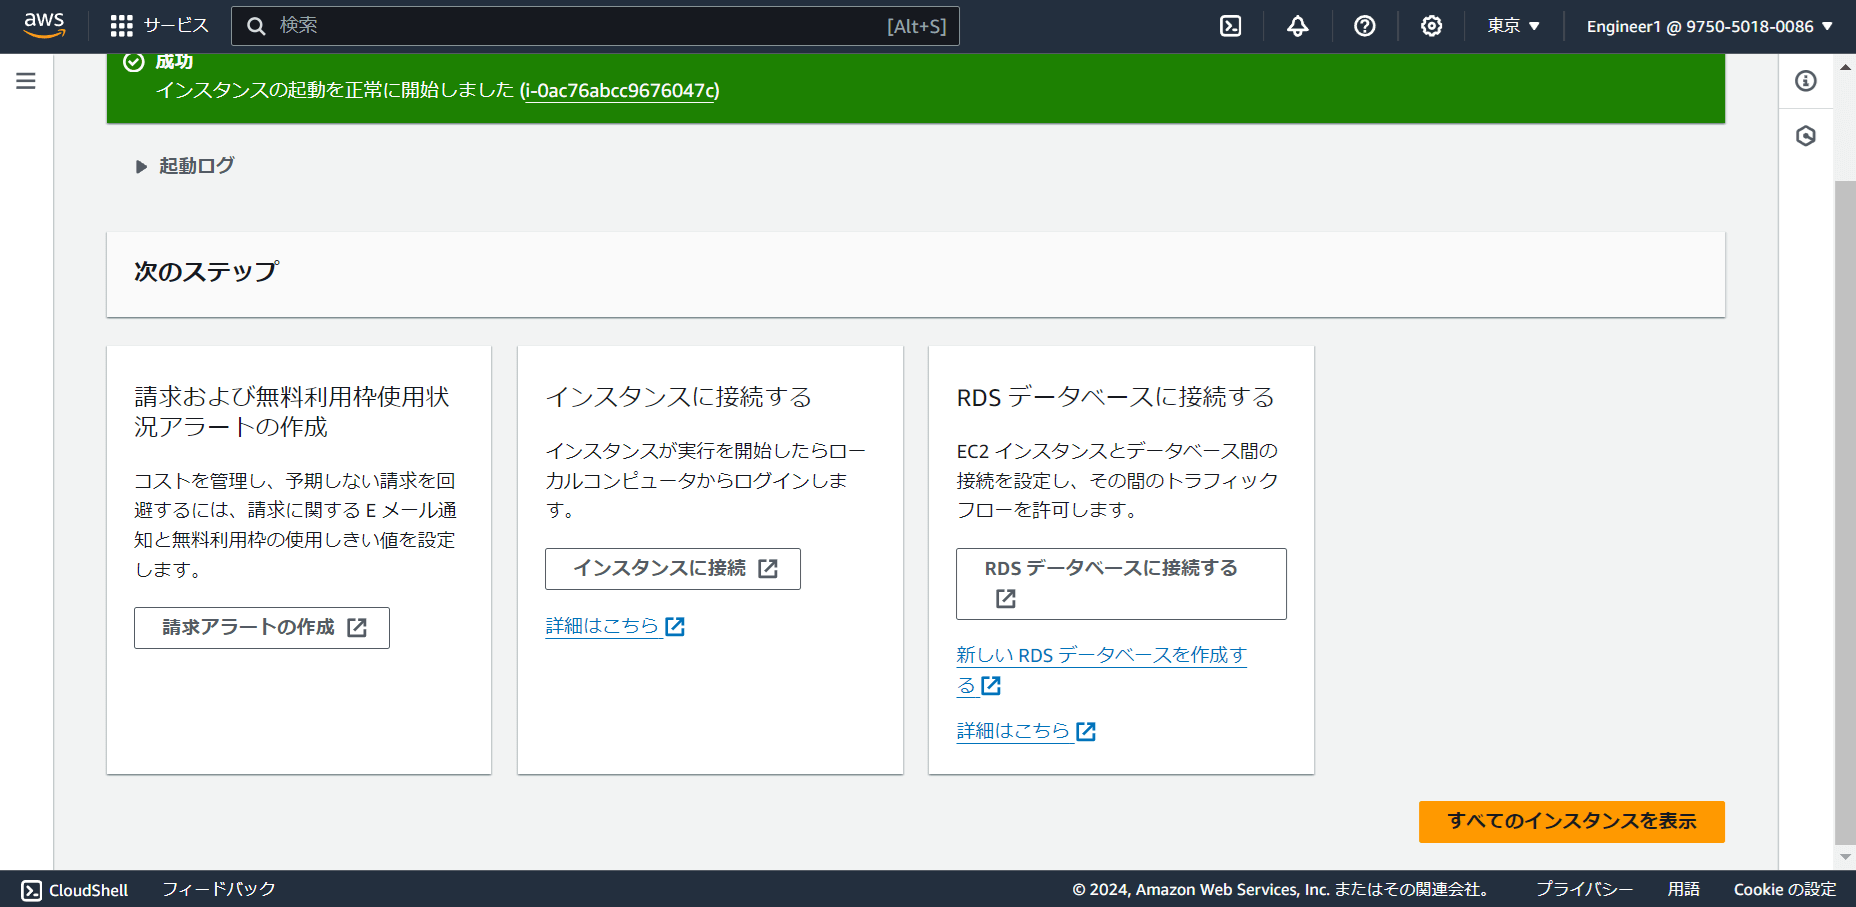 aws
サービス
検索
[Alt+S]
東京
Engineer1 @ 9750-5018-0086
成功
インスタンスの起動を正常に開始しました (i-0ac76abcc9676047c)
起動ログ
次のステップ
請求および無料利用枠使用状
況アラートの作成
コストを管理し、予期しない請求を回
避するには、請求に関する E メール通
知と無料利用枠の使用しきい値を設定
します。
請求アラートの作成
インスタンスに接続する
インスタンスが実行を開始したらロー
カルコンピュータからログインしま
す。
インスタンスに接続
詳細はこちら
RDS データベースに接続する
EC2 インスタンスとデータベース間の
接続を設定し、その間のトラフィック
フローを許可します。
RDS データベースに接続する
新しい RDS データベースを作成す
る
詳細はこちら
すべてのインスタンスを表示
CloudShell
フィードバック
© 2024, Amazon Web Services, Inc. またはその関連会社。
プライバシー
用語
Cookie の設定